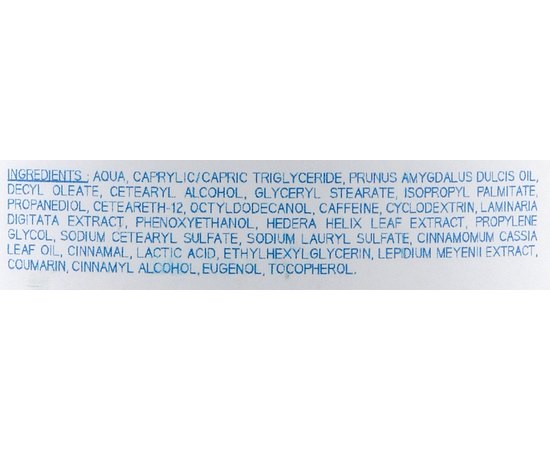 INGREDIENTS : AQUA, CAPRYLIC/CAPRIC TRIGLYCERIDE, PRUNUS AMYGDALUS DULCIS OIL,
DECYL OLEATE, CETEARYL ALCOHOL, GLYCERYL STEARATE, ISOPROPYL PALMITATE,
PROPANEDIOL, CETEARETH-12, OCTYLDODECANOL, CAFFEINE, CYCLODEXTRIN, LAMINARIA
DIGITATA EXTRACT, PHENOXYETHANOL, HEDERA HELIX LEAF EXTRACT, PROPYLENE
GLYCOL, SODIUM CETEARYL SULFATE, SODIUM LAURYL SULFATE, CINNAMOMUM CASSIA
LEAF OIL, CINNAMAL, LACTIC ACID, ETHYLHEXYLGLYCERIN, LEPIDIUM MEYENII EXTRACT,
COUMARIN, CINNAMYL ALCOHOL, EUGENOL, TOCOPHEROL.